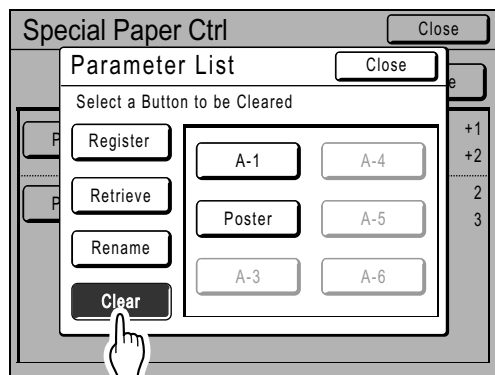 Special Paper Ctrl
Close
Parameter List
Close
e
Select a Button to be Cleared
P
Register
A-1
A-4
+1
+2
P
Retrieve
Poster
A-5
2
3
Rename
A-3
A-6
Clear